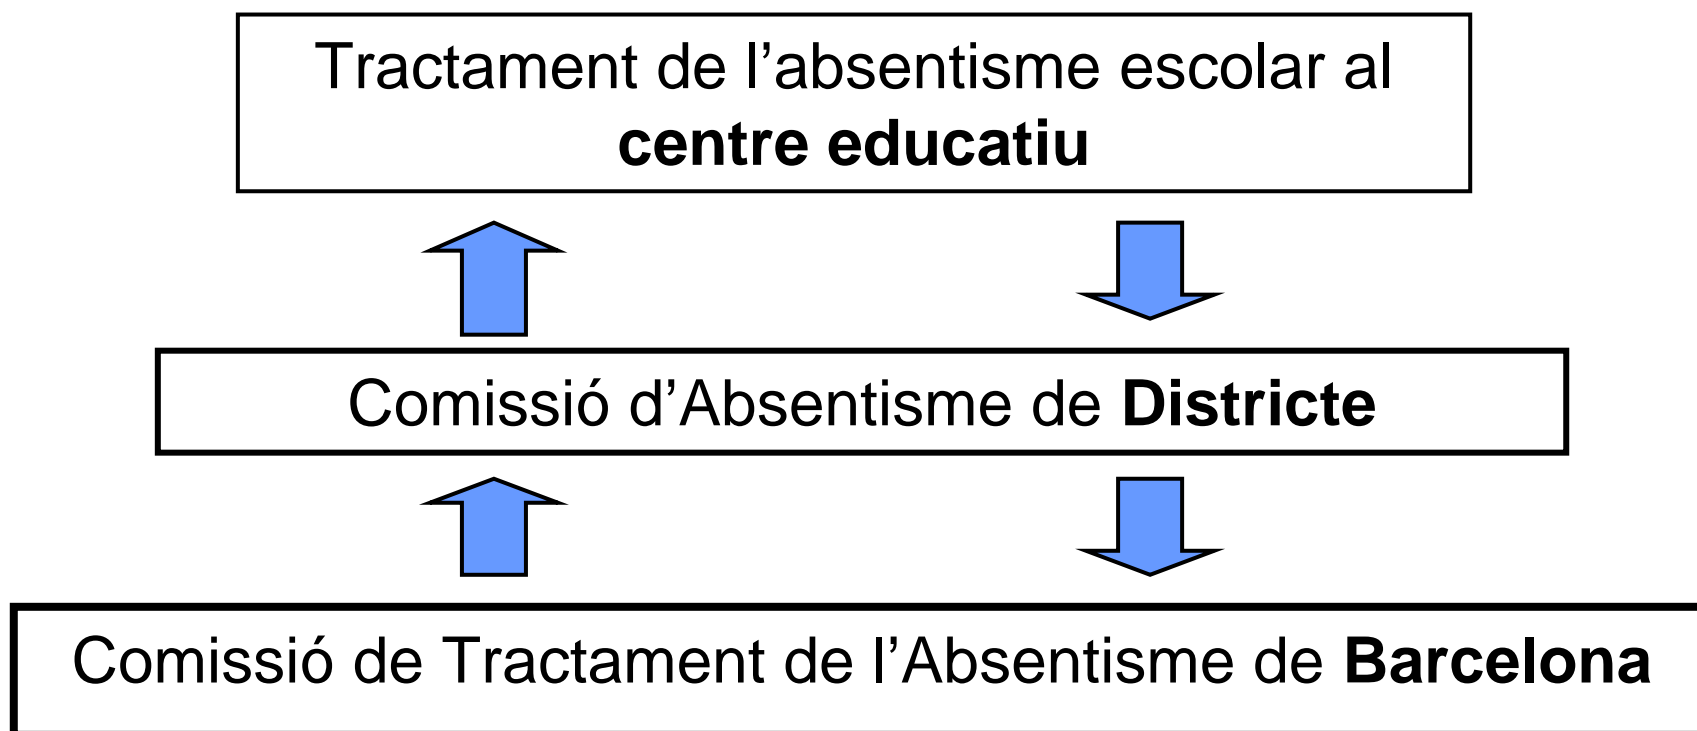 Tractament de l’absentisme escolar al
centre educatiu
Comissió d’Absentisme de Districte
Comissió de Tractament de l’Absentisme de Barcelona